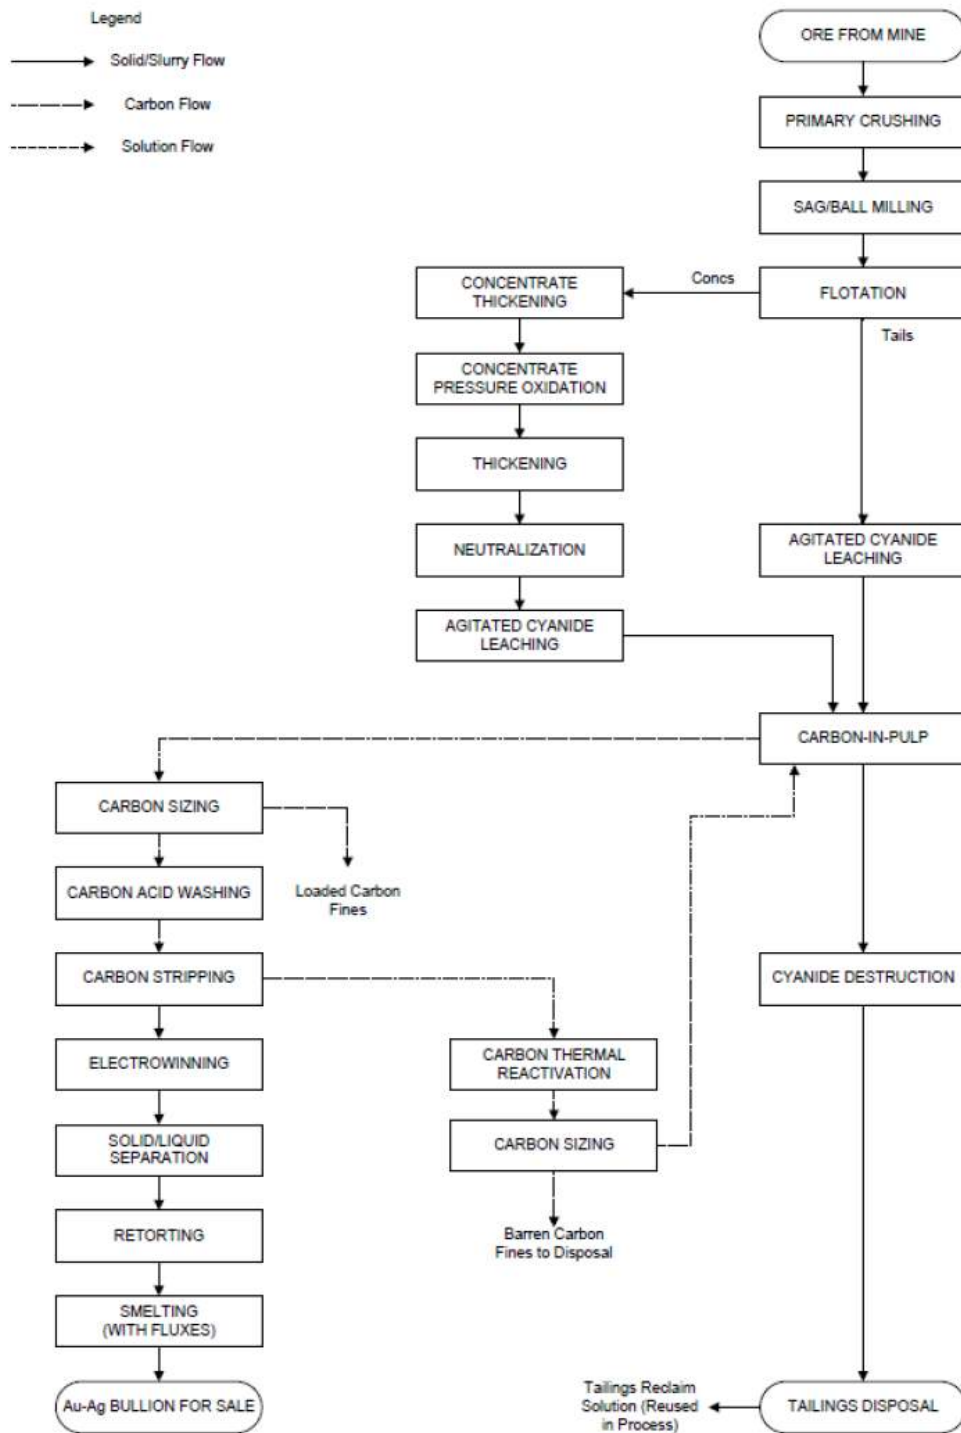 Legend
Solid/Slurry Flow
Carbon Flow
Solution Flow
ORE FROM MINE
PRIMARY CRUSHING
SAG/BALL MILLING
FLOTATION
Concs
Tails
CONCENTRATE
THICKENING
CONCENTRATE
PRESSURE OXIDATION
THICKENING
NEUTRALIZATION
AGITATED CYANIDE
LEACHING
AGITATED CYANIDE
LEACHING
CARBON-IN-PULP
CARBON SIZING
Loaded Carbon
Fines
CARBON ACID WASHING
CARBON STRIPPING
CYANIDE DESTRUCTION
ELECTROWINNING
CARBON THERMAL
REACTIVATION
SOLID/LIQUID
SEPARATION
CARBON SIZING
RETORTING
Barren Carbon
Fines to Disposal
SMELTING
(WITH FLUXES)
Au-Ag BULLION FOR SALE
Tailings Reclaim
Solution (Reused
in Process)
TAILINGS DISPOSAL